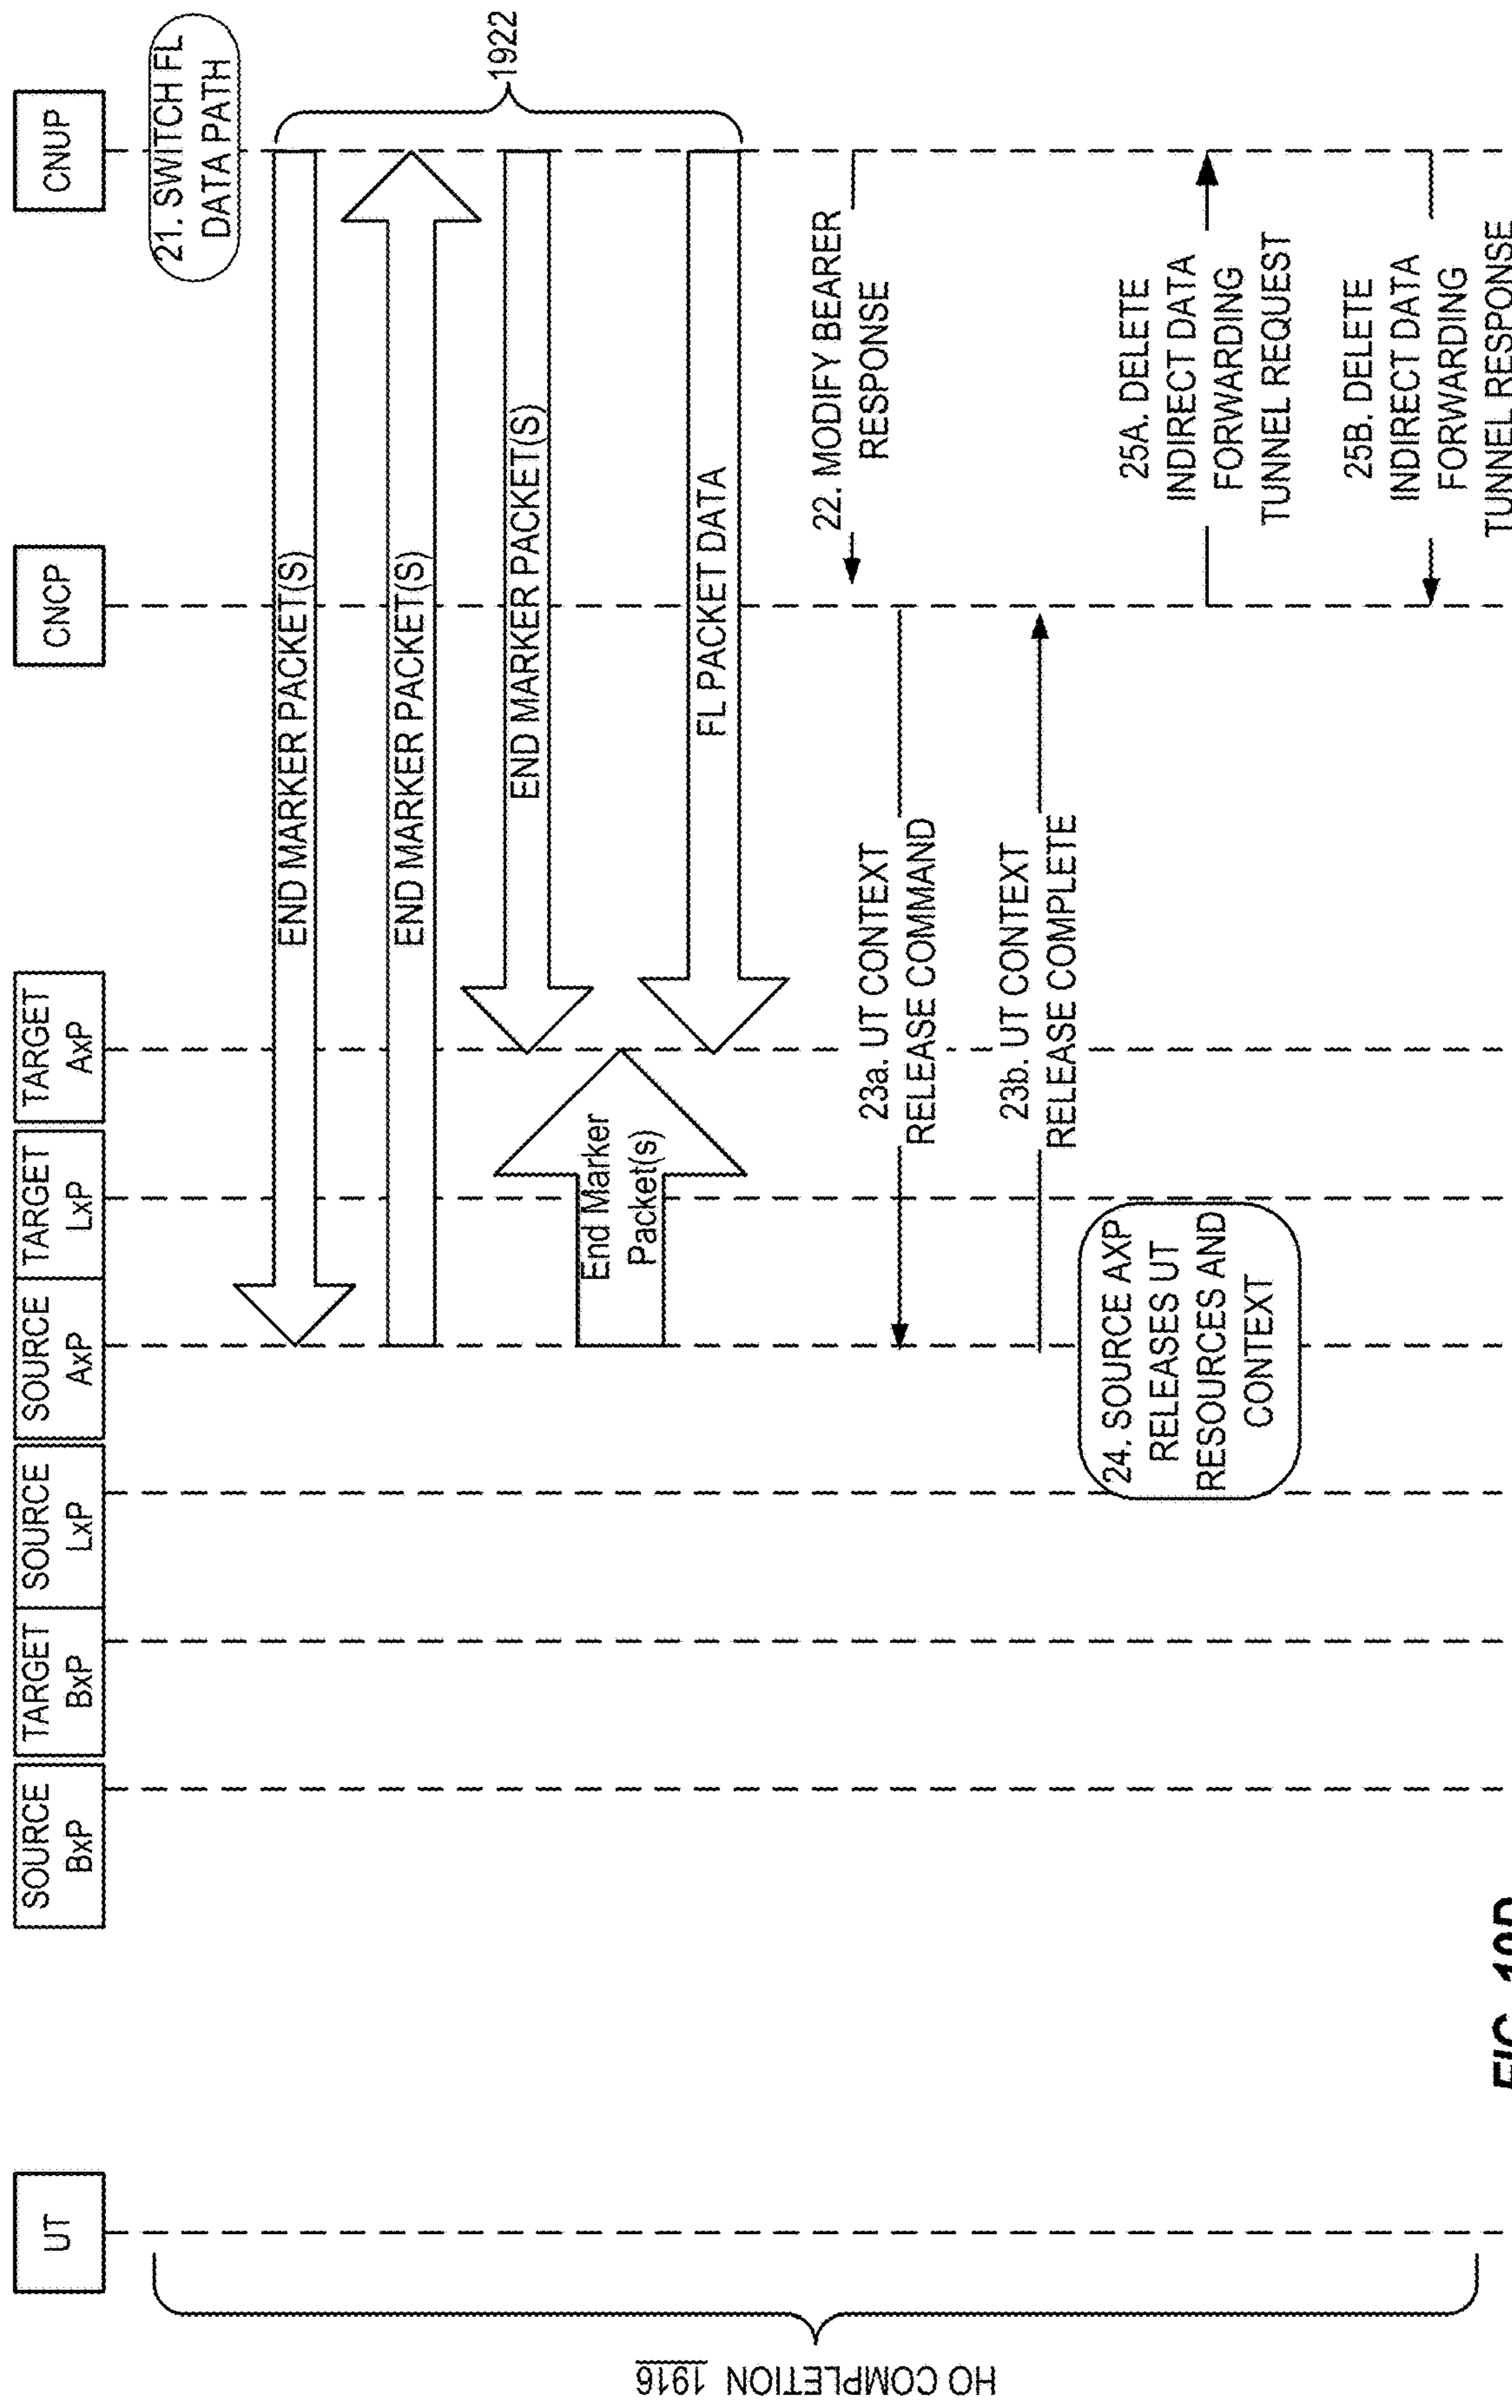 UT
SOURCE
BxP
TARGET
BxP
SOURCE
LxP
SOURCE
AxP
TARGET
LxP
TARGET
AxP
CNCP
CNUP
21. SWITCH FL
DATA PATH
END MARKER PACKET(S)
END MARKER PACKET(S)
END MARKER PACKET(S)
End Marker
Packet(s)
FL PACKET DATA
1922
22. MODIFY BEARER
RESPONSE
23a. UT CONTEXT
RELEASE COMMAND
23b. UT CONTEXT
RELEASE COMPLETE
24. SOURCE AXP
RELEASES UT
RESOURCES AND
CONTEXT
25A. DELETE
INDIRECT DATA
FORWARDING
TUNNEL REQUEST
25B. DELETE
INDIRECT DATA
FORWARDING
TUNNEL RESPONSE
HO COMPLETION 1916
FIG.